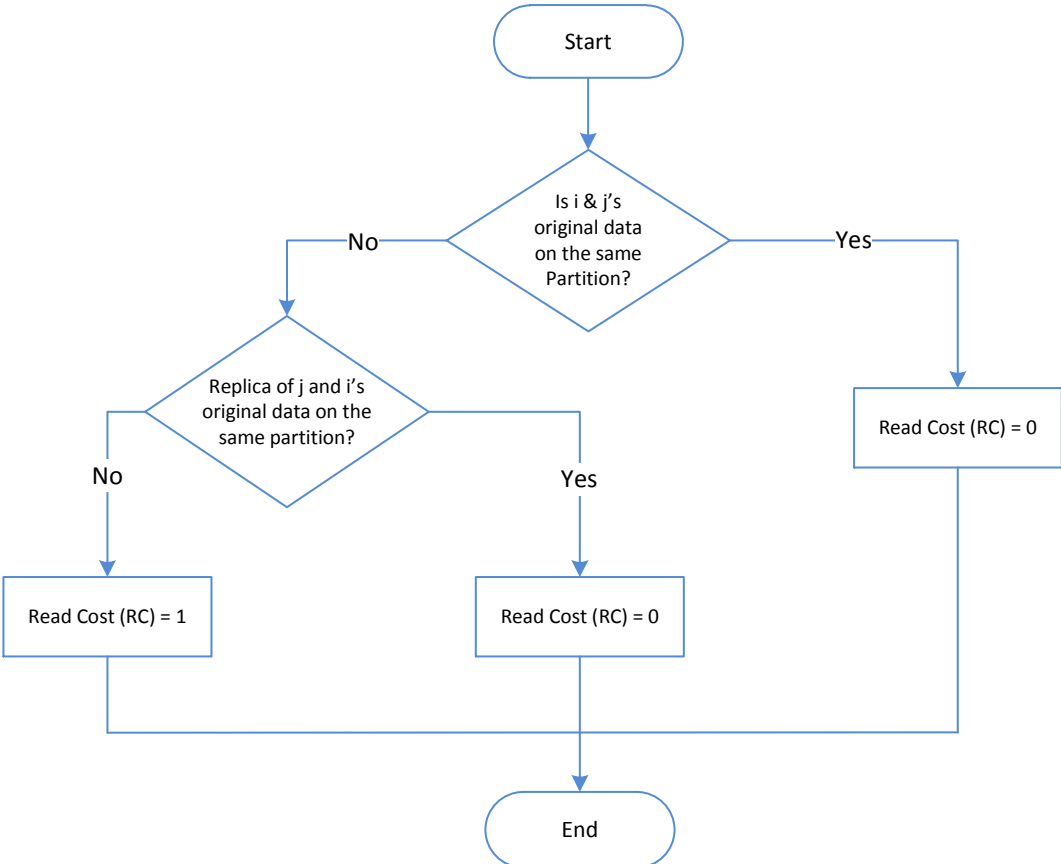 Start
Is i & j’s
original data
on the same
Partition?
No
Yes
Replica of j and i’s
original data on the
same partition?
Read Cost (RC) = 0
No
Yes
Read Cost (RC) = 1
Read Cost (RC) = 0
End